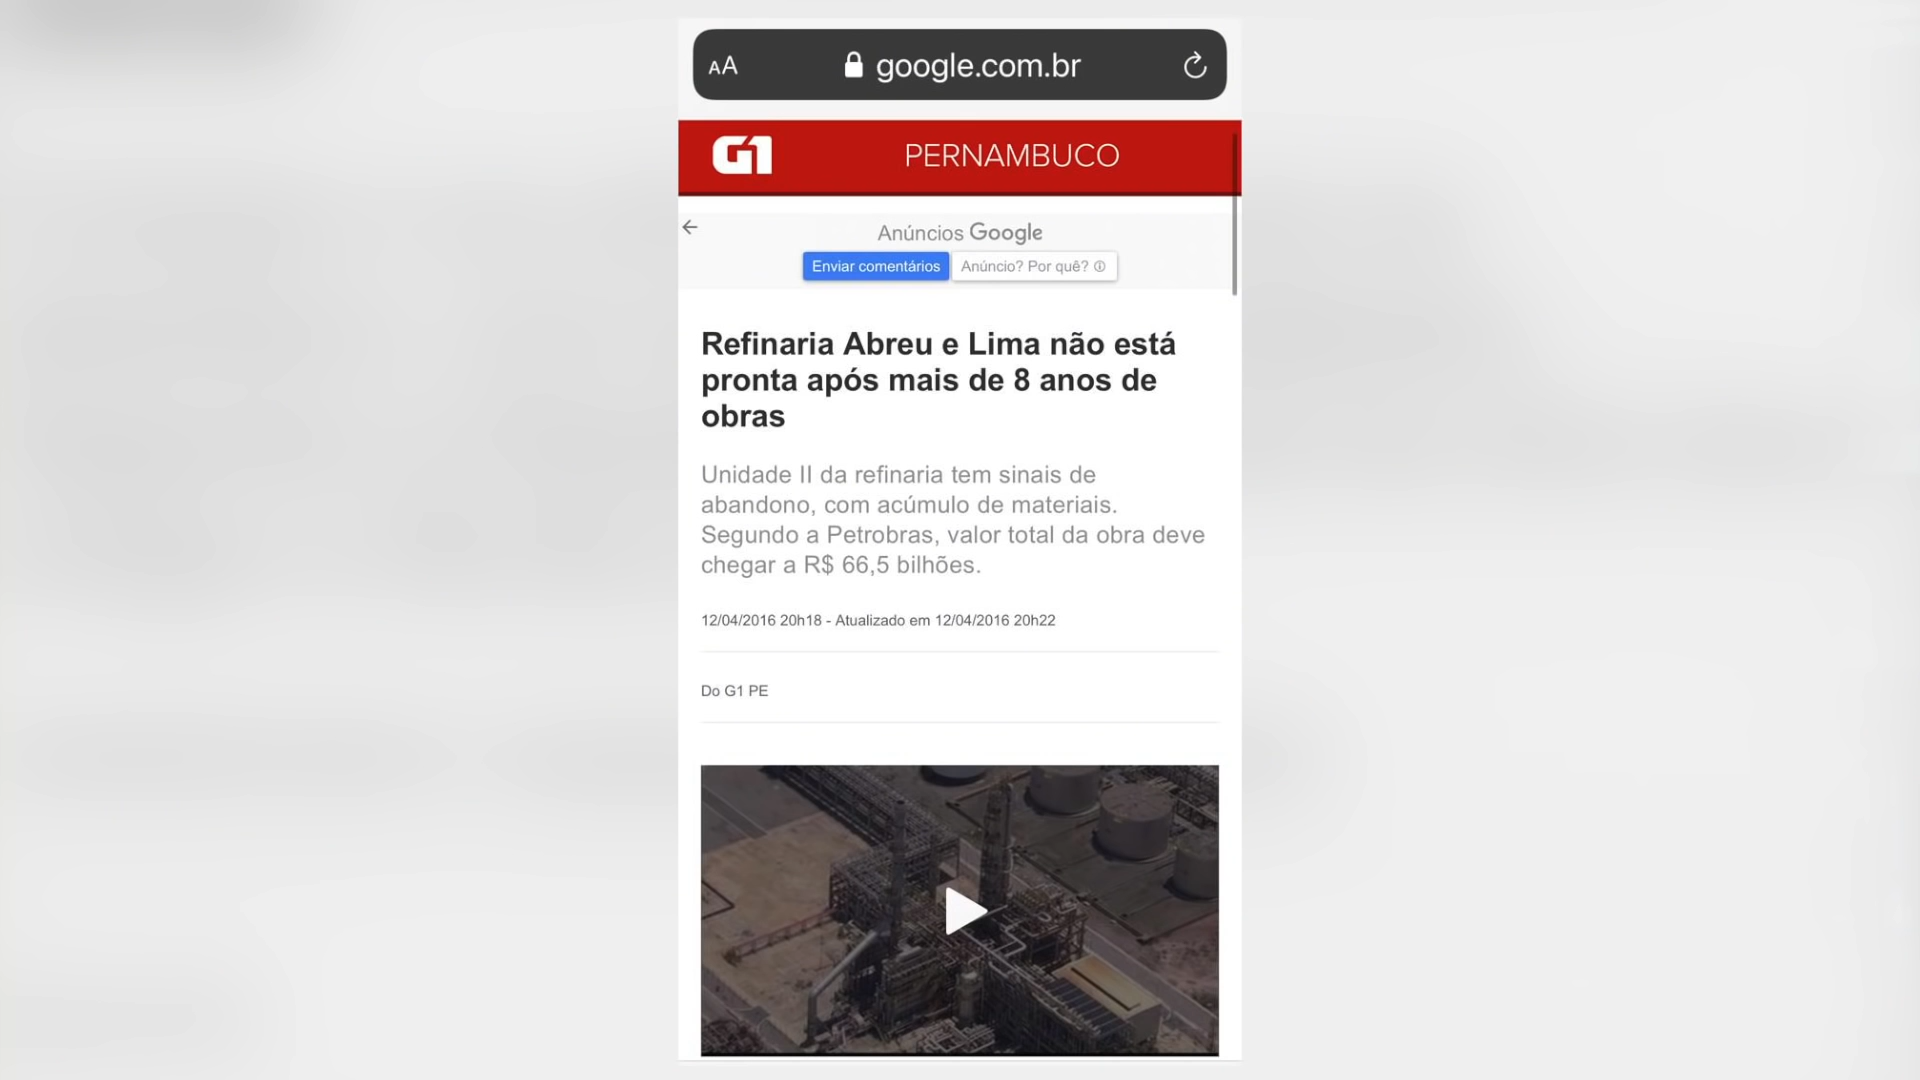 AA google.com.br
G1 PERNAMBUCO
Anúncios Google
Enviar comentários Anúncio? Por quê?
Refinaria Abreu e Lima não está
pronta após mais de 8 anos de
obras
Unidade II da refinaria tem sinais de
abandono, com acúmulo de materiais.
Segundo a Petrobras, valor total da obra deve
chegar a R$ 66,5 bilhões.
12/04/2016 20h18 - Atualizado em 12/04/2016 20h22
Do G1 PE